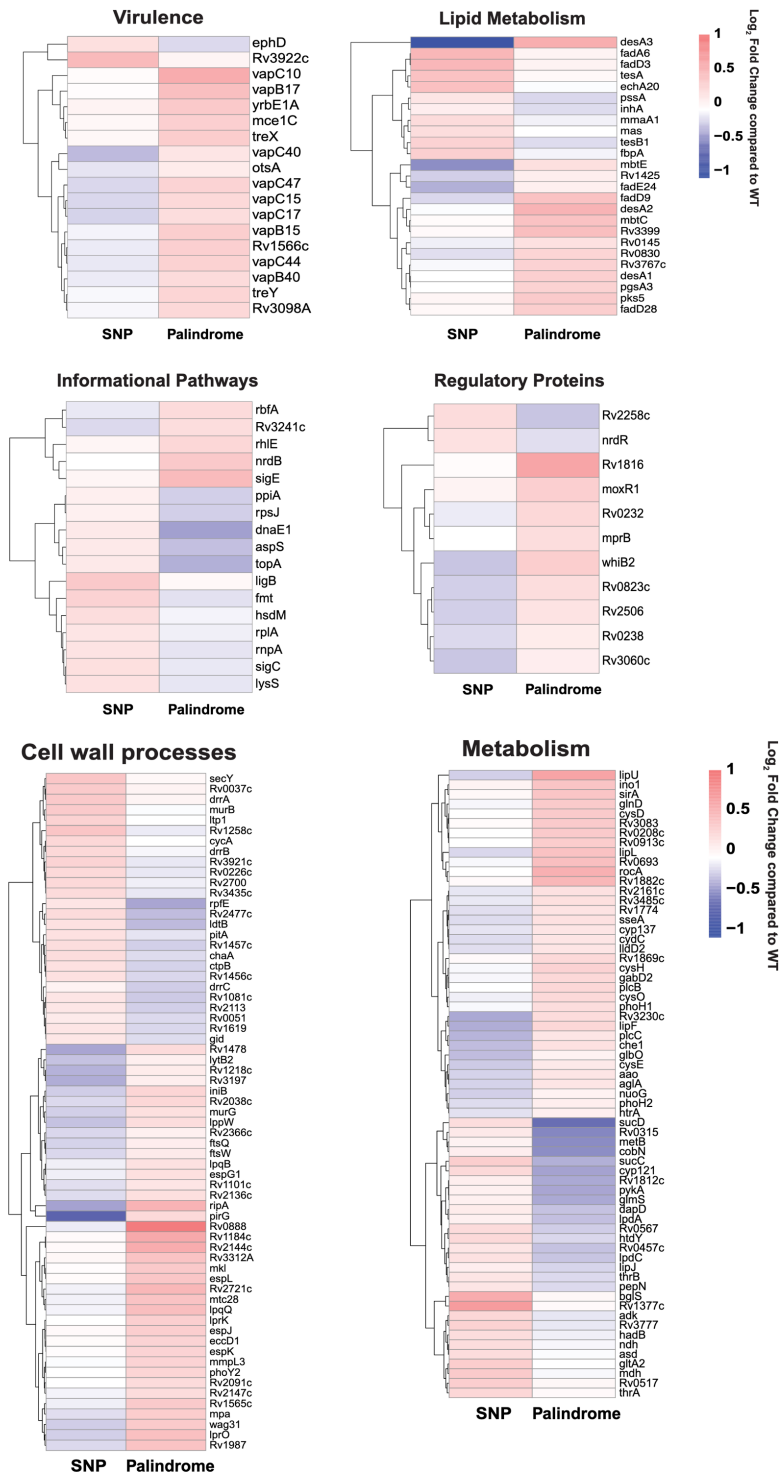 Virulence
ephD
Rv3922c
vapC10
vapB17
yrbE1A
mce1C
treX
vapC40
otsA
vapC47
vapC15
vapC17
vapB15
Rv1566c
vapC44
vapB40
treY
Rv3098A
SNP Palindrome
Lipid Metabolism
desA3
fadA6
fadD3
tesA
echA20
pssA
inhA
mmaA1
mas
tesB1
fbpA
mbtE
Rv1425
fadE24
fadD9
desA2
mbtC
Rv3399
Rv0145
Rv0830
Rv3767c
desA1
pgsA3
pks5
fadD28
SNP Palindrome
1
0.5
0
−0.5
−1
Log2 Fold Change compared to WT
Informational Pathways
rbfA
Rv3241c
rhlE
nrdB
sigE
ppiA
rpsJ
dnaE1
aspS
topA
ligB
fmt
hsdM
rplA
rnpA
sigC
lysS
SNP Palindrome
Regulatory Proteins
Rv2258c
nrdR
Rv1816
moxR1
Rv0232
mprB
whiB2
Rv0823c
Rv2506
Rv0238
Rv3060c
SNP Palindrome
Cell wall processes
secY
Rv0037c
drrA
murB
ltp1
Rv1258c
cycA
drrB
Rv3921c
Rv0226c
Rv2700
Rv3435c
rpfE
Rv2477c
ldtB
pitA
Rv1457c
chaA
ctpB
Rv1456c
drrC
Rv1081c
Rv2113
Rv0051
Rv1619
gid
Rv1478
lytB2
Rv1218c
Rv3197
iniB
Rv2038c
murG
lppW
Rv2366c
ftsQ
ftsW
lpqB
espG1
Rv1101c
Rv2136c
ripA
pirG
Rv0888
Rv1184c
Rv2144c
Rv3312A
mkl
espL
Rv2721c
mtc28
lpqQ
lprK
espJ
eccD1
espK
mmpL3
phoY2
Rv2091c
Rv2147c
Rv1565c
mpa
wag31
lprO
Rv1987
SNP Palindrome
Metabolism
lipU
ino1
sirA
glnD
cysD
Rv3083
Rv0208c
Rv0913c
lipL
Rv0693
rocA
Rv1882c
Rv2161c
Rv3485c
Rv1774
sseA
cyp137
cydC
lldD2
Rv1869c
cysH
gabD2
plcB
cysO
phoH1
Rv3230c
lipF
plcC
che1
glbO
cysE
aao
aglA
nuoG
phoH2
htrA
sucD
Rv0315
metB
cobN
sucC
cyp121
Rv1812c
pykA
glmS
dapD
lpdA
Rv0567
htdY
Rv0457c
lpdC
lipJ
thrB
pepN
bglS
Rv1377c
adk
Rv3777
hadB
ndh
asd
gltA2
mdh
Rv0517
thrA
SNP Palindrome
1
0.5
0
−0.5
−1
Log2 Fold Change compared to WT